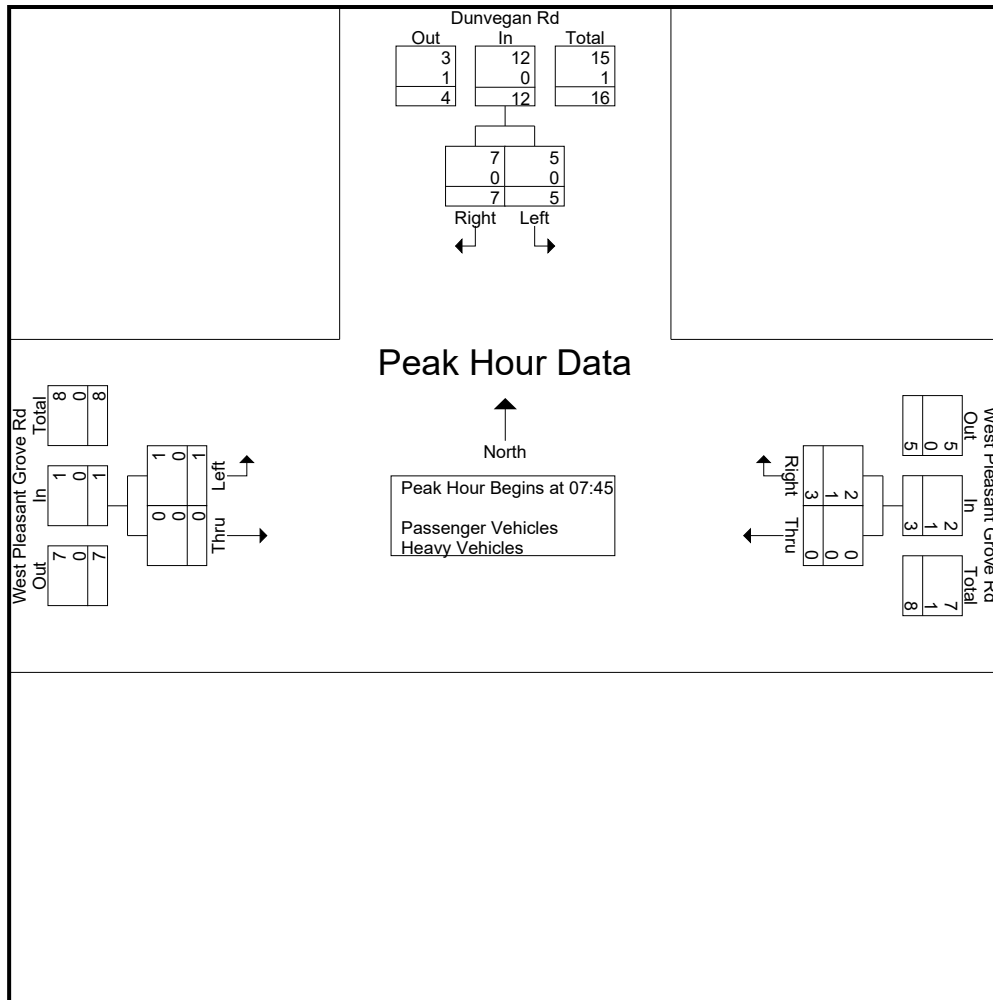 Dunvegan Rd
Out In Total
3 12 15
1 0 1
4 12 16
7 5
0 0
7 5
Right Left
Peak Hour Data
North
Peak Hour Begins at 07:45
Passenger Vehicles
Heavy Vehicles
West Pleasant Grove Rd
Out In Total
7 1 8
0 0 0
7 1 8
Left Thru
1 0
0 0
1 0
West Pleasant Grove Rd
Out In Total
5 2 7
0 1 1
5 3 8
Right Thru
2 0
1 0
3 0